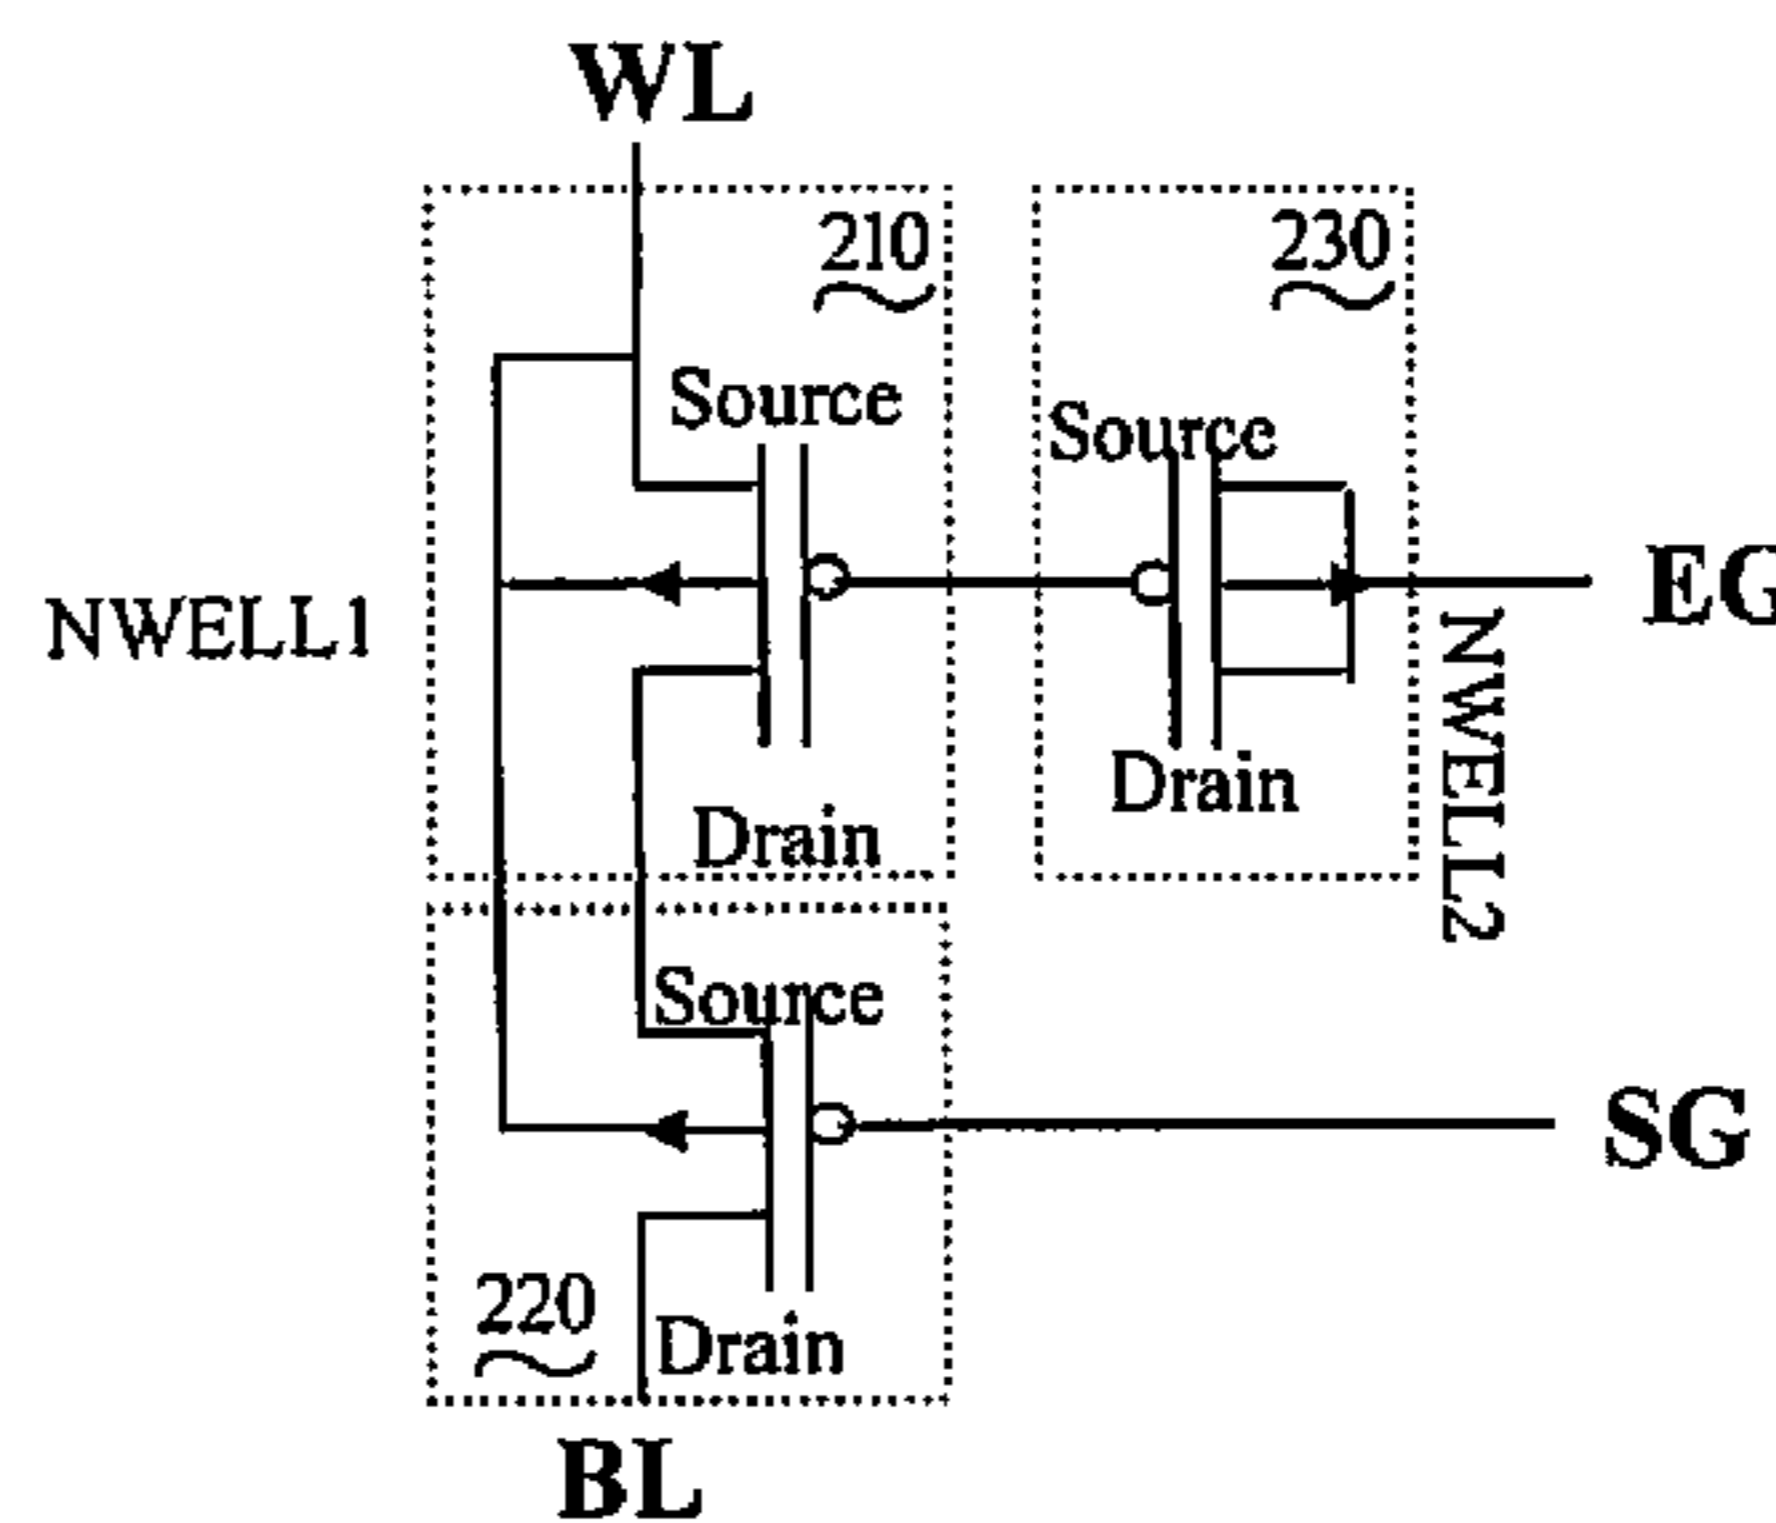 WL
210
230
Source
Source
NWELL1
EG
NWELL2
Drain
Drain
Source
SG
220
Drain
BL